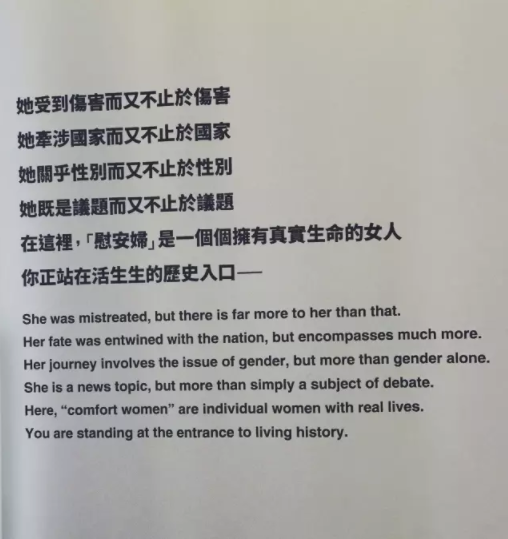 她受到傷害而又不止於傷害
她牽涉國家而又不止於國家
她關乎性別而又不止於性別
她既是議題而又不止於議題
在這裡,「慰安婦」是一個個擁有真實生命的女人
你正站在活生生的歷史入口——
She was mistreated, but there is far more to her than that.
Her fate was entwined with the nation, but encompasses much more.
Her journey involves the issue of gender, but more than gender alone.
She is a news topic, but more than simply a subject of debate.
Here, “comfort women” are individual women with real lives.
You are standing at the entrance to living history.